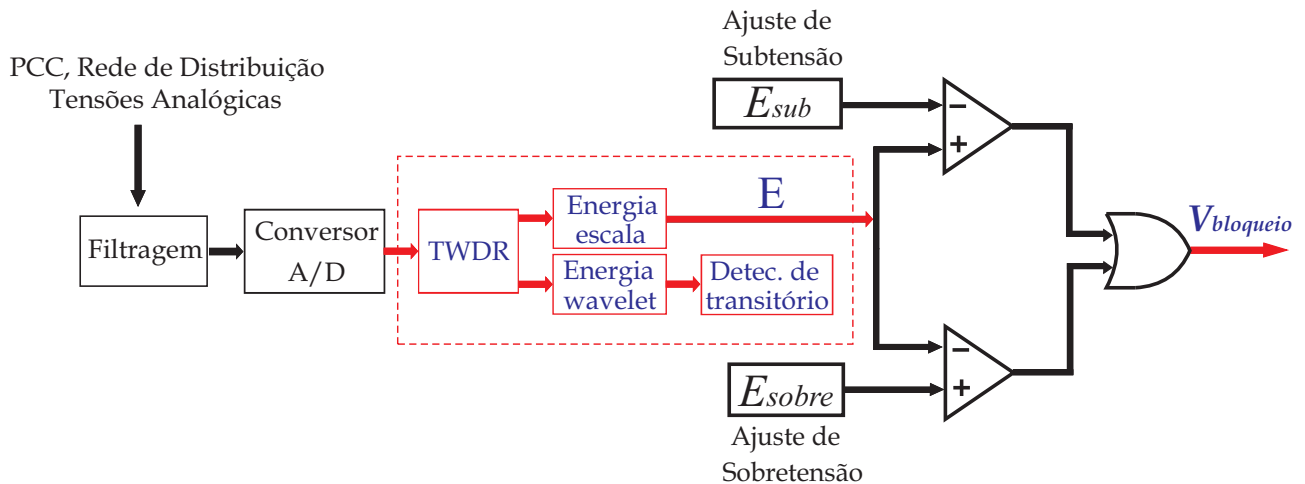 PCC, Rede de Distribuição
Tensões Analógicas
Filtragem
Conversor
A/D
TWDR
Energia
escala
Energia
wavelet
Detec. de
transitório
E
Ajuste de
Subtensão
Esub
−
+
−
+
Esobre
Ajuste de
Sobretensão
Vbloqueio